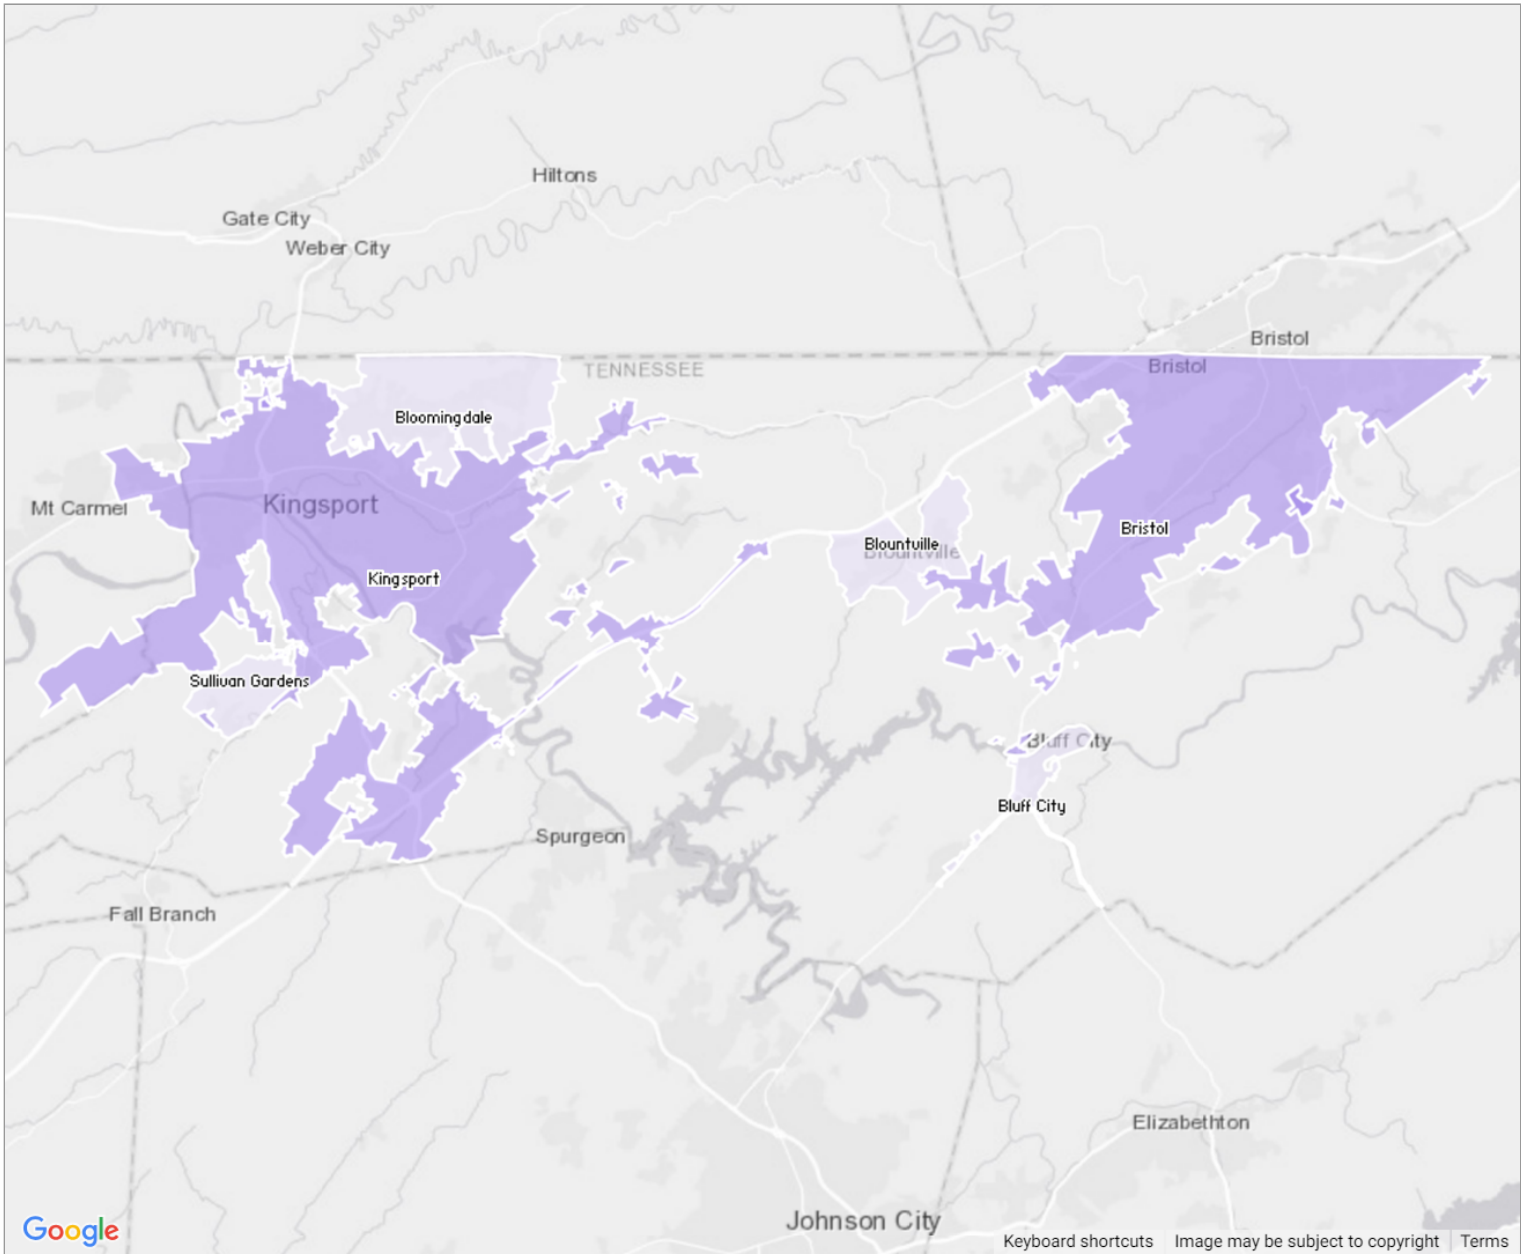 Hiltons
Gate City
Weber City
Bristol
TENNESSEE
Bristol
Bloomingdale
Kingsport
Mt Carmel
Bristol
Blountville
Blountville
Kingsport
Sullivan Gardens
Bluff City
Bluff City
Spurgeon
Fall Branch
Elizabethton
Johnson City
Google
Keyboard shortcuts Image may be subject to copyright Terms